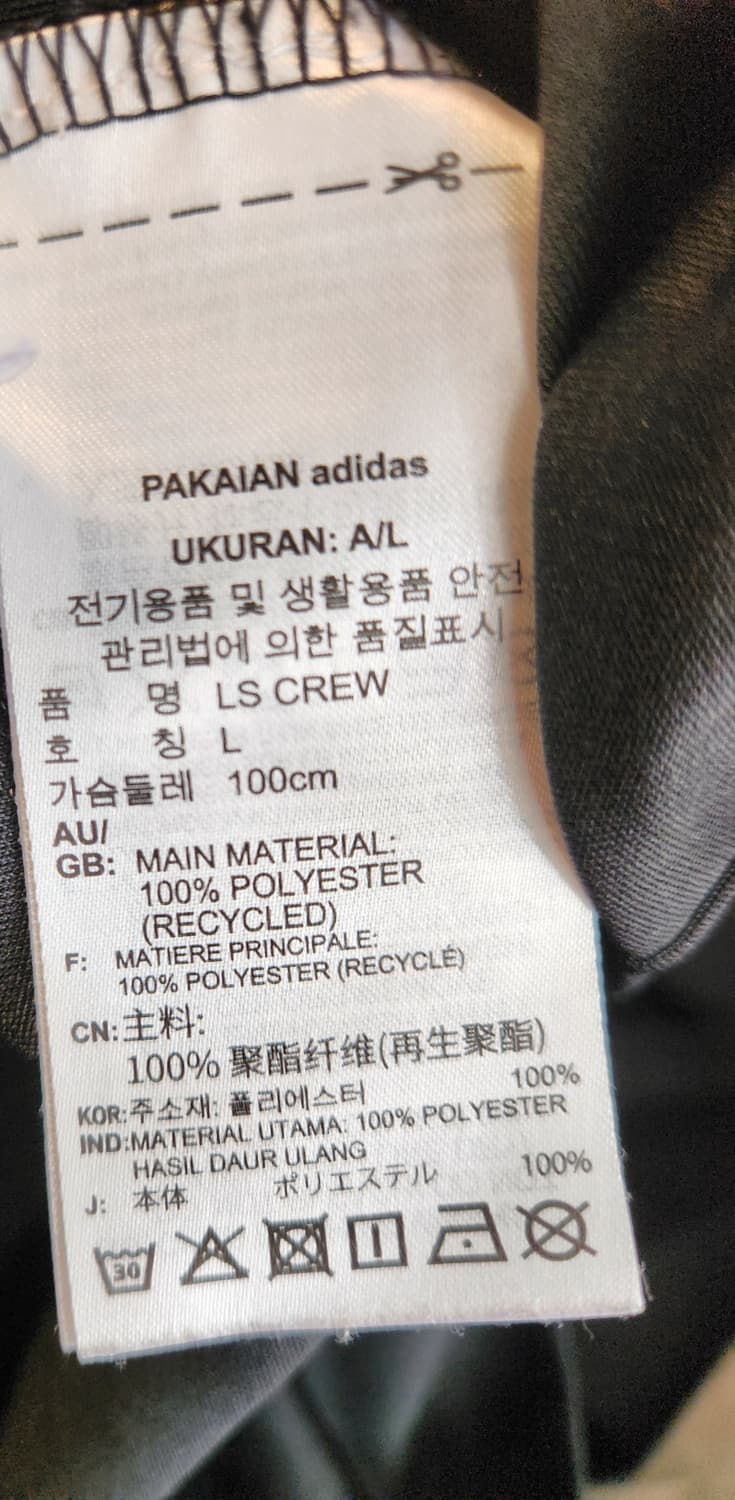 PAKAIAN adidas
UKURAN: A/L
전기용품 및 생활용품 안전
관리법에 의한 품질표시
품 명 LS CREW
호 칭 L
가슴둘레 100cm
AU/
GB: MAIN MATERIAL:
100% POLYESTER
(RECYCLED)
F: MATIERE PRINCIPALE:
100% POLYESTER (RECYCLÉ)
CN: 主料:
100% 聚酯纤维(再生聚酯)
KOR: 주소재: 폴리에스터 100%
IND: MATERIAL UTAMA: 100% POLYESTER
HASIL DAUR ULANG
J: 本体 ポリエステル 100%
30